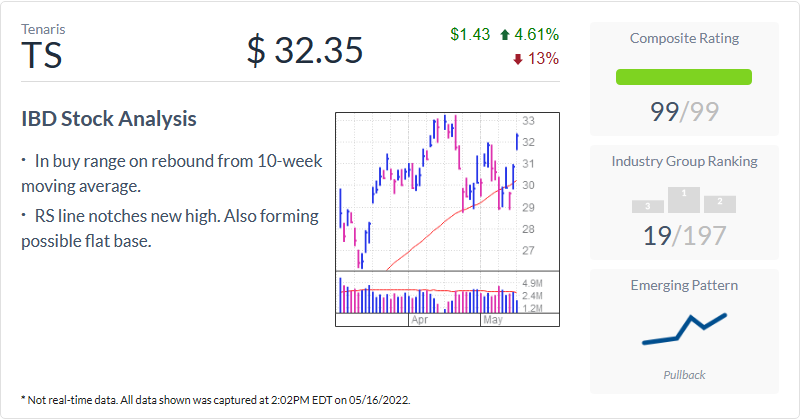 Tenaris
TS
$ 32.35
$1.43 4.61%
13%
IBD Stock Analysis
· In buy range on rebound from 10-week
moving average.
· RS line notches new high. Also forming
possible flat base.
33
32
31
30
29
28
27
4.9M
2.4M
1.2M
Apr May
Composite Rating
99/99
Industry Group Ranking
3 1 2
19/197
Emerging Pattern
Pullback
* Not real-time data. All data shown was captured at 2:02PM EDT on 05/16/2022.